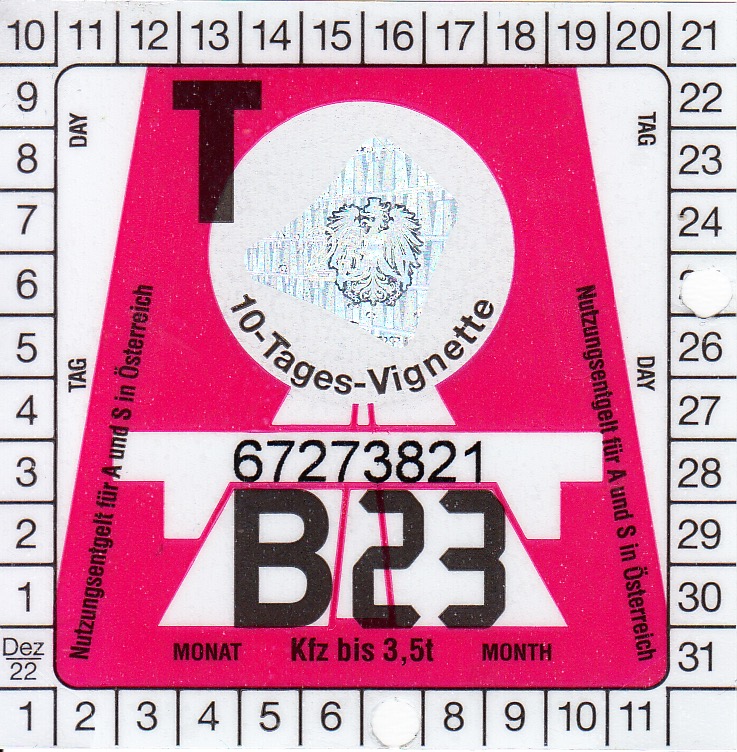 10 11 12 13 14 15 16 17 18 19 20 21
9 22
8 23
7 24
6
5 26
4 27
3 28
2 29
1 30
Dez
22
31
1 2 3 4 5 6 8 9 10 11
DAY
TAG
TAG
DAY
T
10-Tages-Vignette
Nutzungsentgelt für A und S in Österreich
Nutzungsentgelt für A und S in Österreich
67273821
B23
MONAT Kfz bis 3,5t MONTH